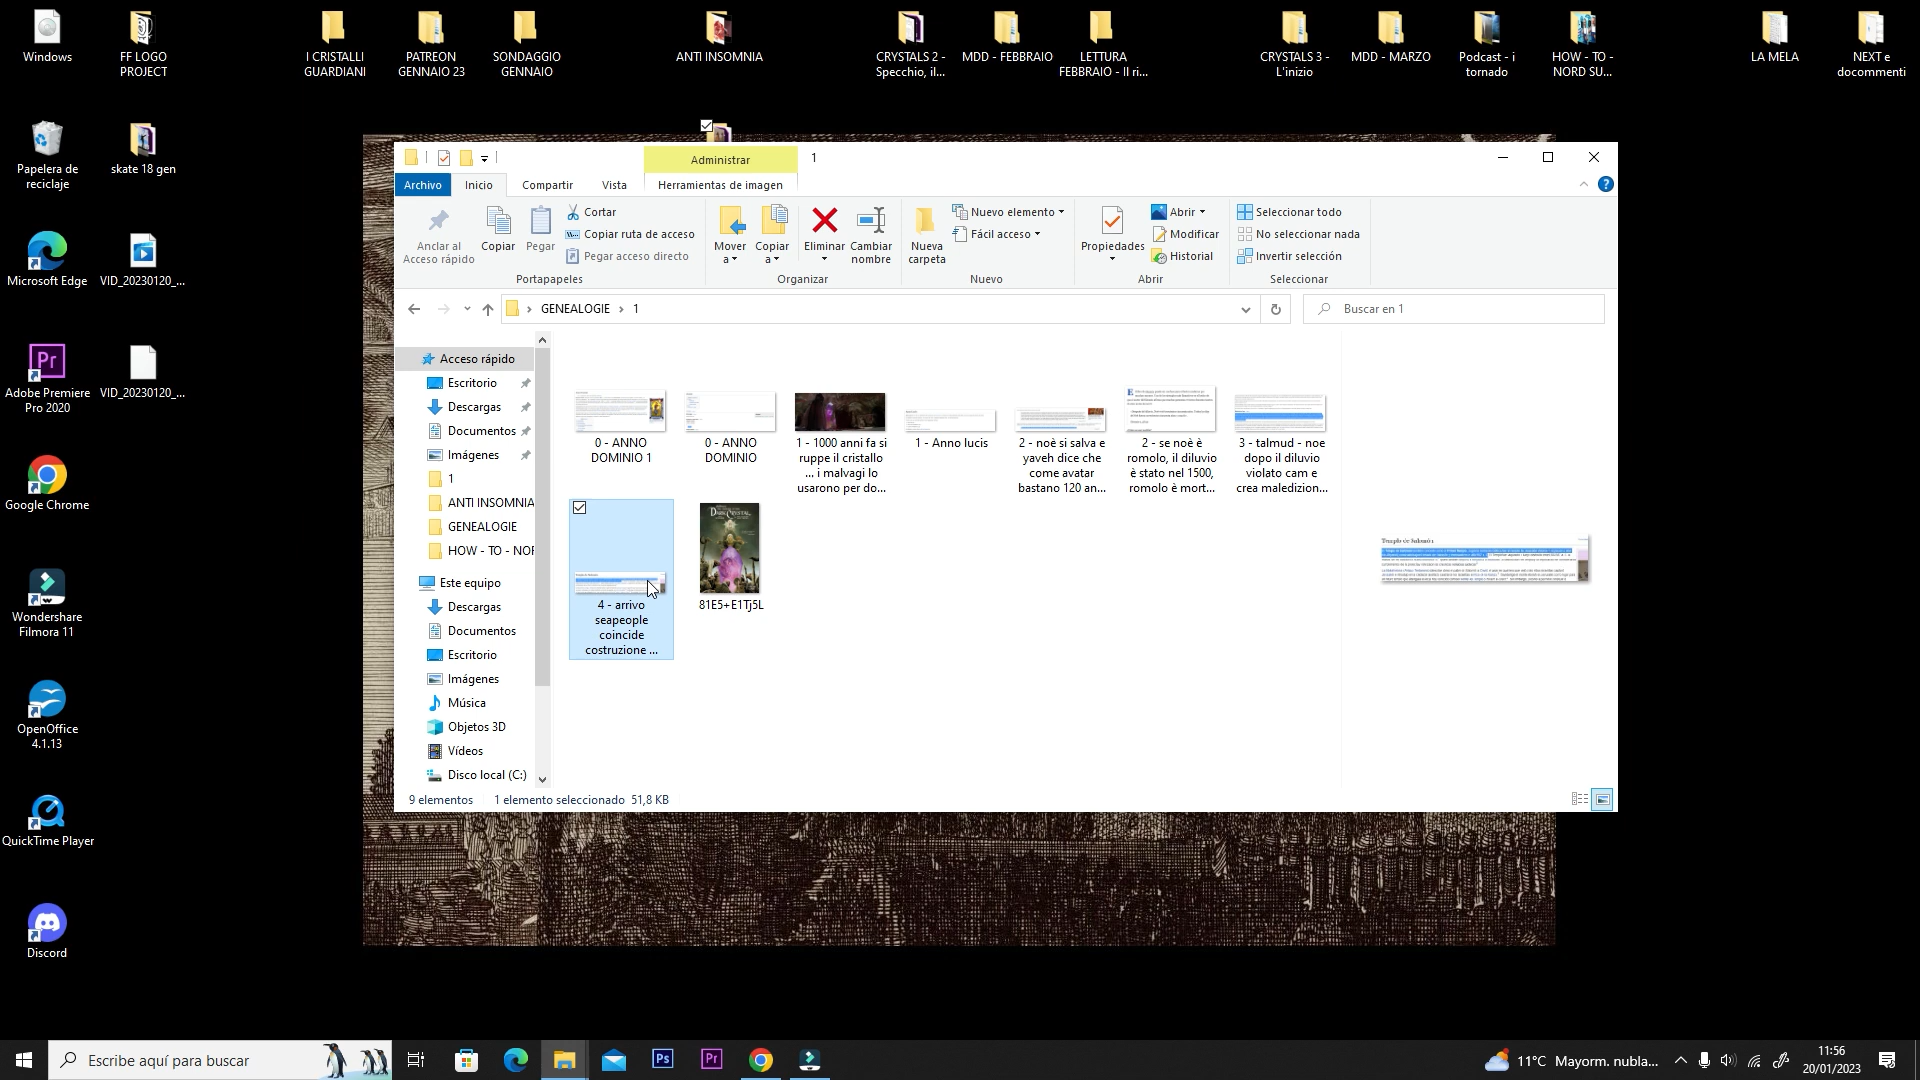 Windows
FF LOGO
PROJECT
I CRISTALLI
GUARDIANI
PATREON
GENNAIO 23
SONDAGGIO
GENNAIO
ANTI INSOMNIA
CRYSTALS 2 -
Specchio, il...
MDD - FEBBRAIO
LETTURA
FEBBRAIO - Il ri...
CRYSTALS 3 -
L'inizio
MDD - MARZO
Podcast - i
tornado
HOW - TO -
NORD SU...
LA MELA
NEXT e
docommenti
Papelera de
reciclaje
skate 18 gen
Microsoft Edge
VID_20230120_...
Adobe Premiere
Pro 2020
VID_20230120_...
Google Chrome
Wondershare
Filmora 11
OpenOffice
4.1.13
QuickTime Player
Discord
Administrar
1
Archivo
Inicio
Compartir
Vista
Herramientas de imagen
Anclar al
Acceso rápido
Copiar
Pegar
Cortar
Copiar ruta de acceso
Pegar acceso directo
Portapapeles
Mover
a
Copiar
a
Eliminar
Cambiar
nombre
Organizar
Nueva
carpeta
Nuevo elemento
Fácil acceso
Nuevo
Propiedades
Abrir
Modificar
Historial
Abrir
Seleccionar todo
No seleccionar nada
Invertir selección
Seleccionar
GENEALOGIE > 1
Buscar en 1
Acceso rápido
Escritorio
Descargas
Documentos
Imágenes
1
ANTI INSOMNIA
GENEALOGIE
HOW - TO - NOR
Este equipo
Descargas
Documentos
Escritorio
Imágenes
Música
Objetos 3D
Vídeos
Disco local (C:)
0 - ANNO
DOMINIO 1
0 - ANNO
DOMINIO
1 - 1000 anni fa si
ruppe il cristallo
... i malvagi lo
usarono per do...
1 - Anno lucis
2 - noè si salva e
yaveh dice che
come avatar
bastano 120 an...
2 - se noè è
romolo, il diluvio
è stato nel 1500,
romolo è mort...
3 - talmud - noe
dopo il diluvio
violato cam e
crea maledizion...
4 - arrivo
seapeople
coincide
costruzione ...
DARK CRYSTAL
81E5+E1Tj5L
Templo de Salomón
9 elementos
1 elemento seleccionado 51,8 KB
Escribe aquí para buscar
Ps
Pr
11°C Mayorm. nubla...
11:56
20/01/2023